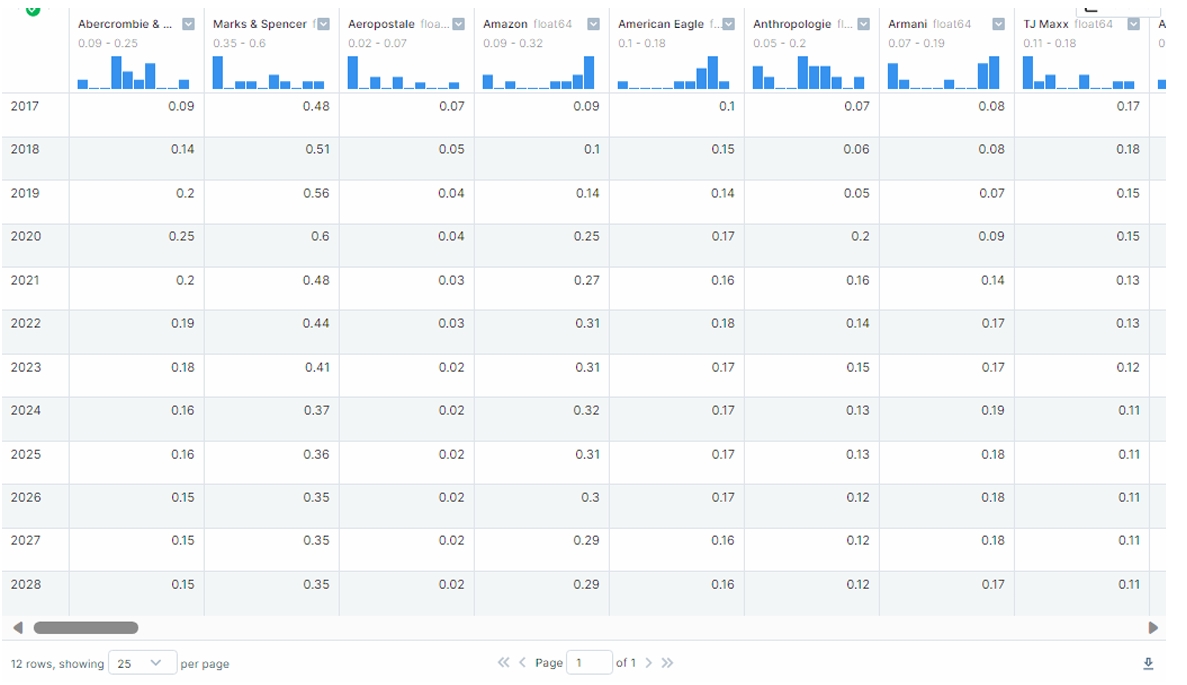 Abercrombie & ... Marks & Spencer f Aeropostale floa... Amazon float64 American Eagle f... Anthropologie fl... Armani float64 TJ Maxx float64 A
0.09 - 0.25 0.35 - 0.6 0.02 - 0.07 0.09 - 0.32 0.1 - 0.18 0.05 - 0.2 0.07 - 0.19 0.11 - 0.18 0
2017 0.09 0.48 0.07 0.09 0.1 0.07 0.08 0.17
2018 0.14 0.51 0.05 0.1 0.15 0.06 0.08 0.18
2019 0.2 0.56 0.04 0.14 0.14 0.05 0.07 0.15
2020 0.25 0.6 0.04 0.25 0.17 0.2 0.09 0.15
2021 0.2 0.48 0.03 0.27 0.16 0.16 0.14 0.13
2022 0.19 0.44 0.03 0.31 0.18 0.14 0.17 0.13
2023 0.18 0.41 0.02 0.31 0.17 0.15 0.17 0.12
2024 0.16 0.37 0.02 0.32 0.17 0.13 0.19 0.11
2025 0.16 0.36 0.02 0.31 0.17 0.13 0.18 0.11
2026 0.15 0.35 0.02 0.3 0.17 0.12 0.18 0.11
2027 0.15 0.35 0.02 0.29 0.16 0.12 0.18 0.11
2028 0.15 0.35 0.02 0.29 0.16 0.12 0.17 0.11
12 rows, showing 25 per page << < Page 1 of 1 > >>